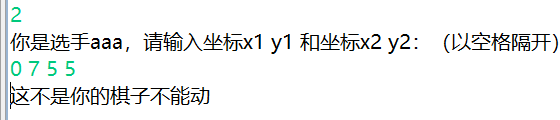 2
你是选手aaa，请输入坐标x1 y1 和坐标x2 y2：（以空格隔开）
0 7 5 5
这不是你的棋子不能动